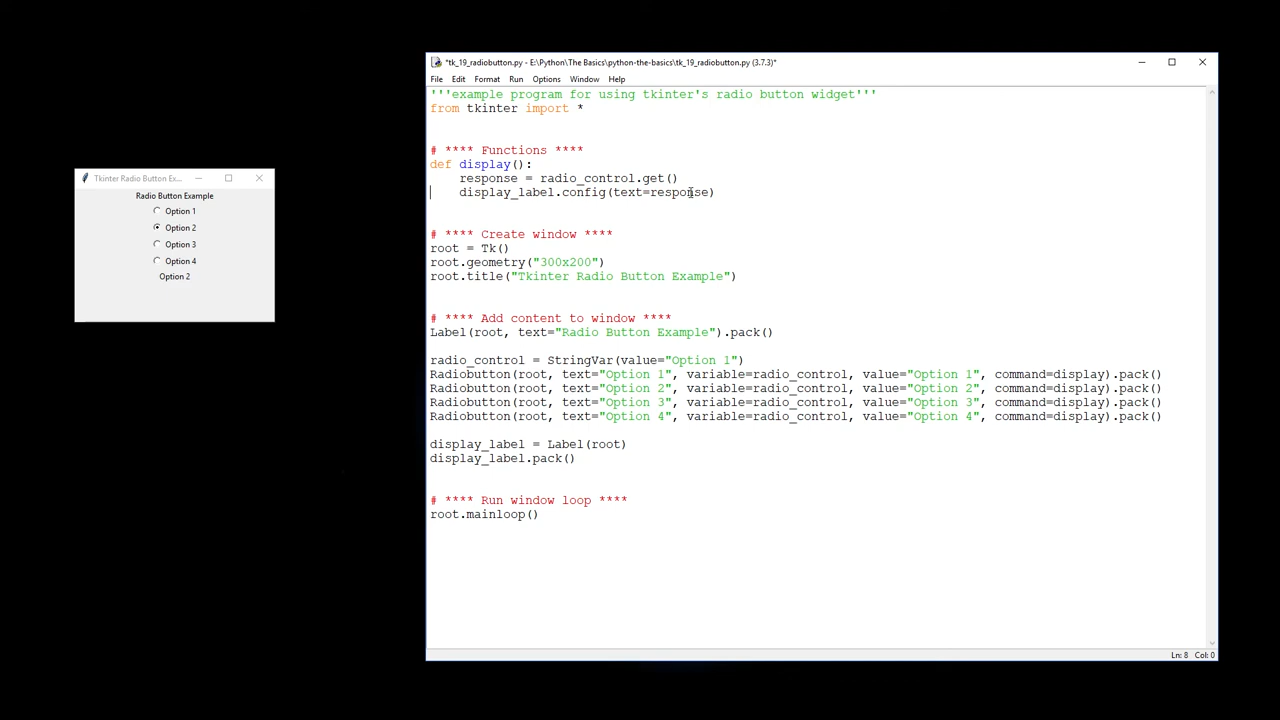 Tkinter Radio Button Ex...
Radio Button Example
Option 1
Option 2
Option 3
Option 4
Option 2
*tk_19_radiobutton.py - E:\Python\The Basics\python-the-basics\tk_19_radiobutton.py (3.7.3)*
File Edit Format Run Options Window Help
'''example program for using tkinter's radio button widget'''
from tkinter import *
# **** Functions ****
def display():
    response = radio_control.get()
    display_label.config(text=response)
# **** Create window ****
root = Tk()
root.geometry("300x200")
root.title("Tkinter Radio Button Example")
# **** Add content to window ****
Label(root, text="Radio Button Example").pack()
radio_control = StringVar(value="Option 1")
Radiobutton(root, text="Option 1", variable=radio_control, value="Option 1", command=display).pack()
Radiobutton(root, text="Option 2", variable=radio_control, value="Option 2", command=display).pack()
Radiobutton(root, text="Option 3", variable=radio_control, value="Option 3", command=display).pack()
Radiobutton(root, text="Option 4", variable=radio_control, value="Option 4", command=display).pack()
display_label = Label(root)
display_label.pack()
# **** Run window loop ****
root.mainloop()
Ln: 8 Col: 0